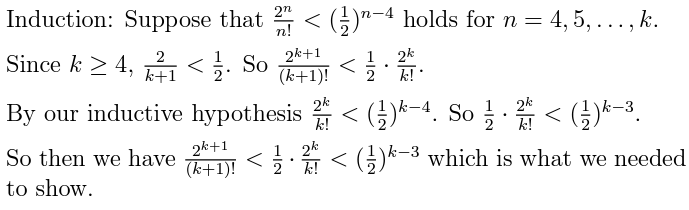 Induction: Suppose that $\frac{2^n}{n!} < (\frac{1}{2})^{n-4}$ holds for $n = 4, 5, \ldots, k$.
Since $k \geq 4$, $\frac{2}{k+1} < \frac{1}{2}$. So $\frac{2^{k+1}}{(k+1)!} < \frac{1}{2} \cdot \frac{2^k}{k!}$.
By our inductive hypothesis $\frac{2^k}{k!} < (\frac{1}{2})^{k-4}$. So $\frac{1}{2} \cdot \frac{2^k}{k!} < (\frac{1}{2})^{k-3}$.
So then we have $\frac{2^{k+1}}{(k+1)!} < \frac{1}{2} \cdot \frac{2^k}{k!} < (\frac{1}{2})^{k-3}$ which is what we needed
to show.